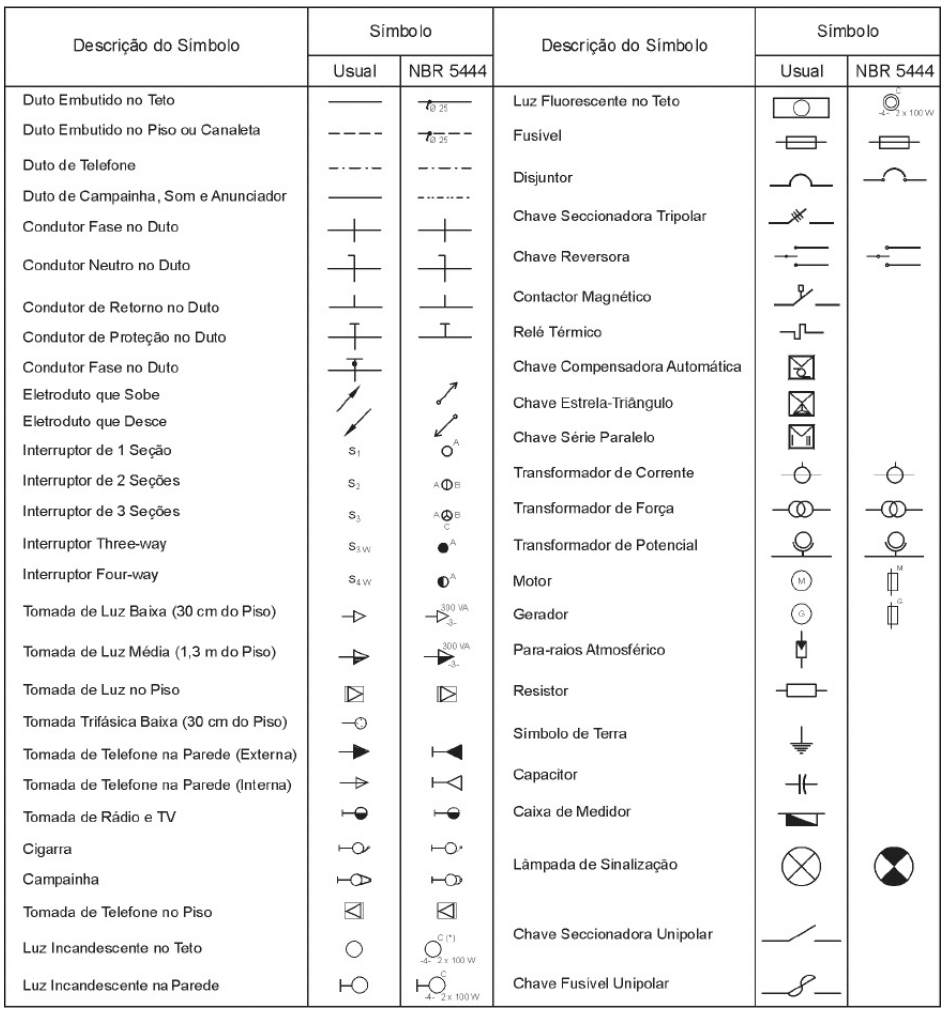 Descrição do Símbolo
Símbolo
Usual
NBR 5444
Duto Embutido no Teto
Ø 25
Duto Embutido no Piso ou Canaleta
Ø 25
Duto de Telefone
Duto de Campainha, Som e Anunciador
Condutor Fase no Duto
Condutor Neutro no Duto
Condutor de Retorno no Duto
Condutor de Proteção no Duto
Condutor Fase no Duto
Eletroduto que Sobe
Eletroduto que Desce
Interruptor de 1 Seção S1 A
Interruptor de 2 Seções S2 A B
Interruptor de 3 Seções S3 A B
C
Interruptor Three-way S3W A
Interruptor Four-way S4W A
Tomada de Luz Baixa (30 cm do Piso) 300 VA
-3-
Tomada de Luz Média (1,3 m do Piso) 300 VA
-3-
Tomada de Luz no Piso
Tomada Trifásica Baixa (30 cm do Piso)
Tomada de Telefone na Parede (Externa)
Tomada de Telefone na Parede (Interna)
Tomada de Rádio e TV
Cigarra
Campainha
Tomada de Telefone no Piso
Luz Incandescente no Teto C (*)
-4- 2 x 100 W
Luz Incandescente na Parede C
-4- 2 x 100 W
Descrição do Símbolo
Símbolo
Usual
NBR 5444
Luz Fluorescente no Teto C
-4- 2 x 100 W
Fusível
Disjuntor
Chave Seccionadora Tripolar
Chave Reversora
Contactor Magnético
Relé Térmico
Chave Compensadora Automática
Chave Estrela-Triângulo
Chave Série Paralelo
Transformador de Corrente
Transformador de Força
Transformador de Potencial
Motor M M
Gerador G G
Para-raios Atmosférico
Resistor
Símbolo de Terra
Capacitor
Caixa de Medidor
Lâmpada de Sinalização
Chave Seccionadora Unipolar
Chave Fusível Unipolar